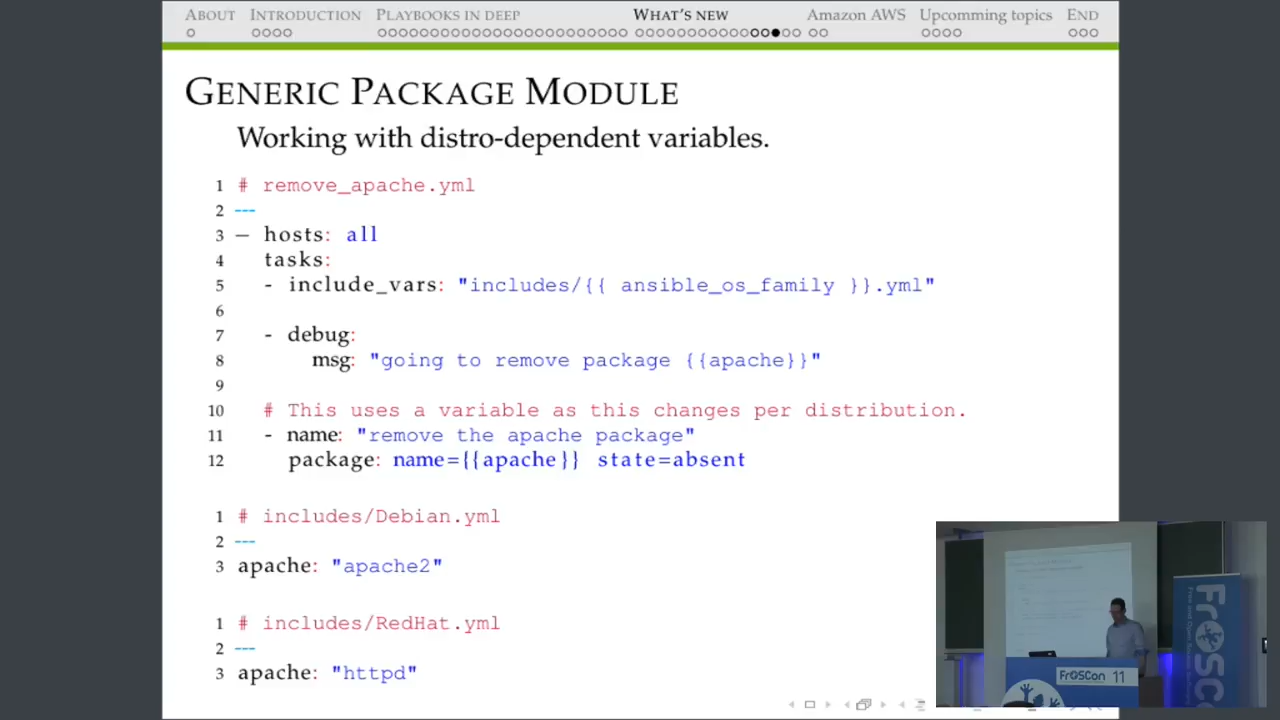 ABOUT INTRODUCTION PLAYBOOKS IN DEEP WHAT'S NEW Amazon AWS Upcomming topics END
GENERIC PACKAGE MODULE
Working with distro-dependent variables.
1 # remove_apache.yml
2 ---
3 – hosts: all
4 tasks:
5 - include_vars: "includes/{{ ansible_os_family }}.yml"
6
7 - debug:
8 msg: "going to remove package {{apache}}"
9
10 # This uses a variable as this changes per distribution.
11 - name: "remove the apache package"
12 package: name={{apache}} state=absent
1 # includes/Debian.yml
2 ---
3 apache: "apache2"
1 # includes/RedHat.yml
2 ---
3 apache: "httpd"
FrOSCon 11
FrOSC